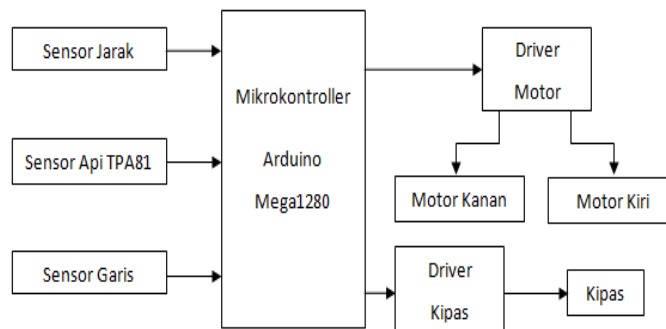 Sensor Jarak
Sensor Api TPA81
Sensor Garis
Mikrokontroller
Arduino
Mega1280
Driver
Motor
Motor Kanan
Motor Kiri
Driver
Kipas
Kipas